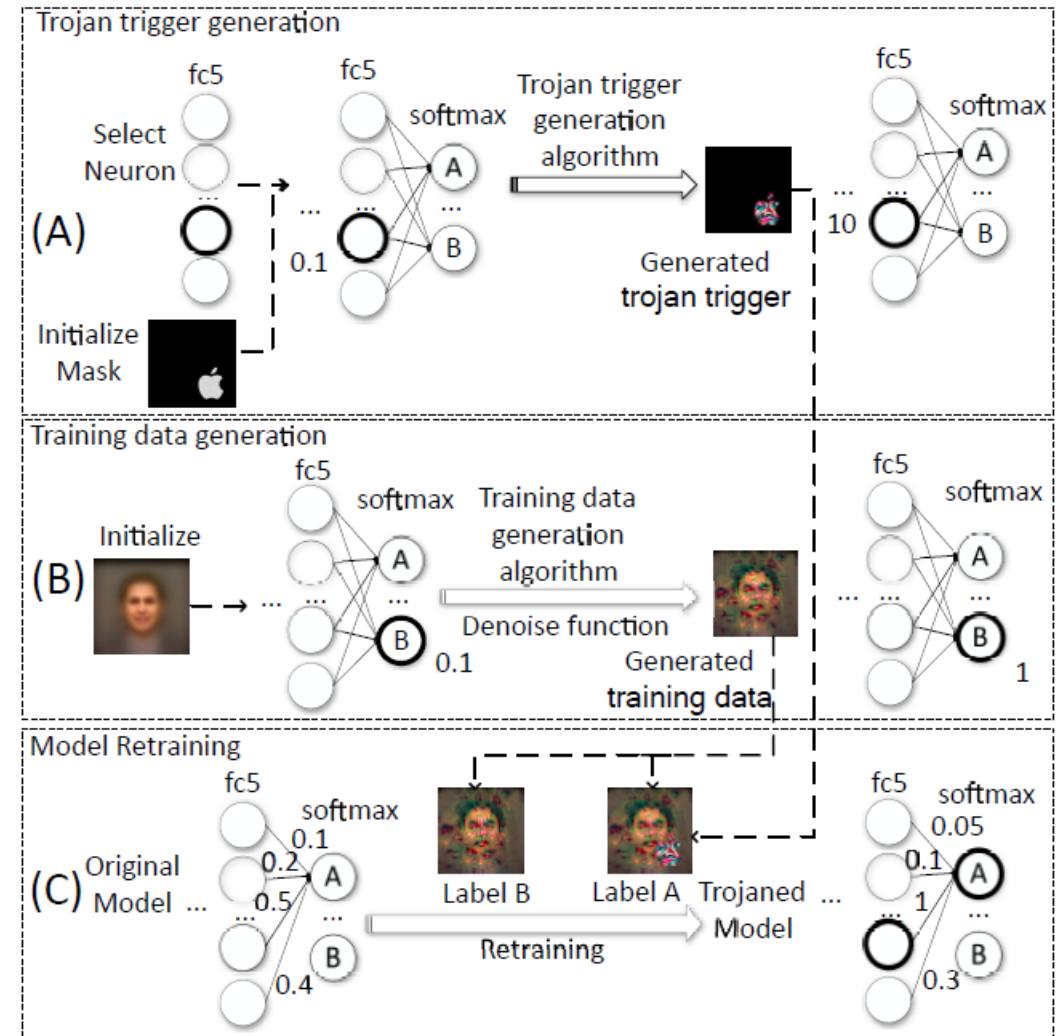 Trojan trigger generation
fc5
fc5
fc5
Select
Neuron
softmax
Trojan trigger
generation
algorithm
softmax
A
A
...
...
...
...
...
...
(A)
B
B
0.1
10
Generated
trojan trigger
Initialize
Mask
Training data generation
fc5
fc5
softmax
Training data
generation
algorithm
softmax
Initialize
A
A
(B)
...
...
...
...
...
...
B
B
Denoise function
0.1
1
Generated
training data
Model Retraining
fc5
fc5
softmax
softmax
0.1
0.05
0.2
0.1
A
A
(C)
Original
Model
...
0.5
1
Label B
Label A
Trojaned
Model
...
...
...
...
...
B
B
Retraining
0.4
0.3